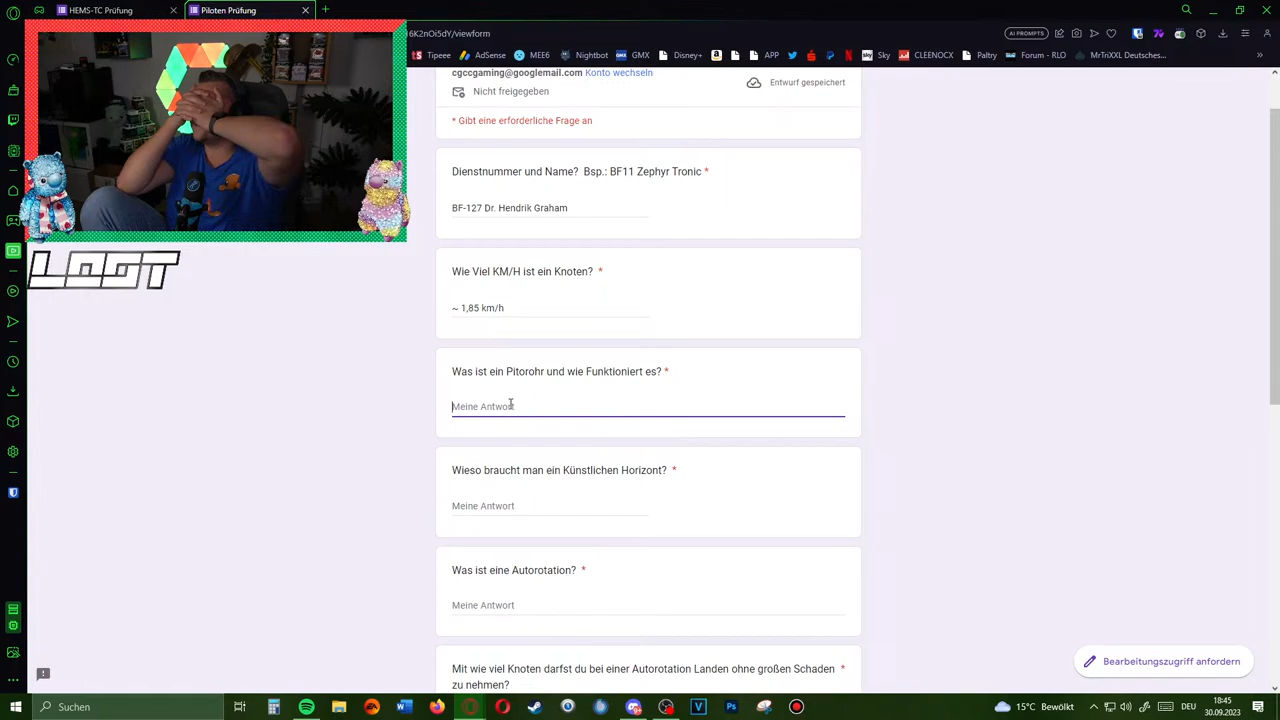 HEMS-TC Prüfung
Piloten Prüfung
6K2nOi5dY/viewform
AI PROMPTS
Tipeee
AdSense
MEE6
Nightbot
GMX
Disney+
APP
Sky
CLEENOCX
Paltry
Forum - RLO
MrTriXXL Deutsches...
cgccgaming@googlemail.com Konto wechseln
Entwurf gespeichert
Nicht freigegeben
* Gibt eine erforderliche Frage an
Dienstnummer und Name? Bsp.: BF11 Zephyr Tronic *
BF-127 Dr. Hendrik Graham
LOOT
Wie Viel KM/H ist ein Knoten? *
~ 1,85 km/h
Was ist ein Pitorohr und wie Funktioniert es? *
Meine Antwort
Wieso braucht man ein Künstlichen Horizont? *
Meine Antwort
Was ist eine Autorotation? *
Meine Antwort
Mit wie viel Knoten darfst du bei einer Autorotation Landen ohne großen Schaden *
zu nehmen?
Bearbeitungszugriff anfordern
Suchen
15°C Bewölkt
DEU
18:45
30.09.2023